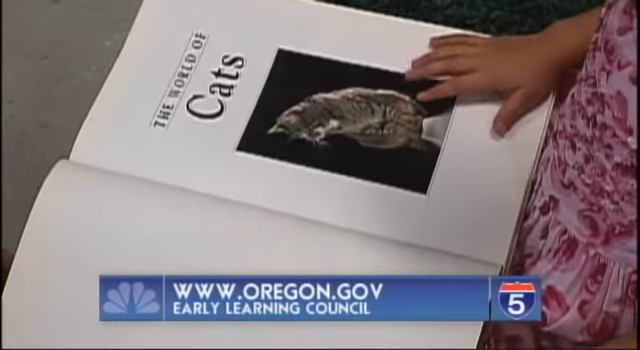 THE WORLD OF
Cats
WWW.OREGON.GOV
EARLY LEARNING COUNCIL
5